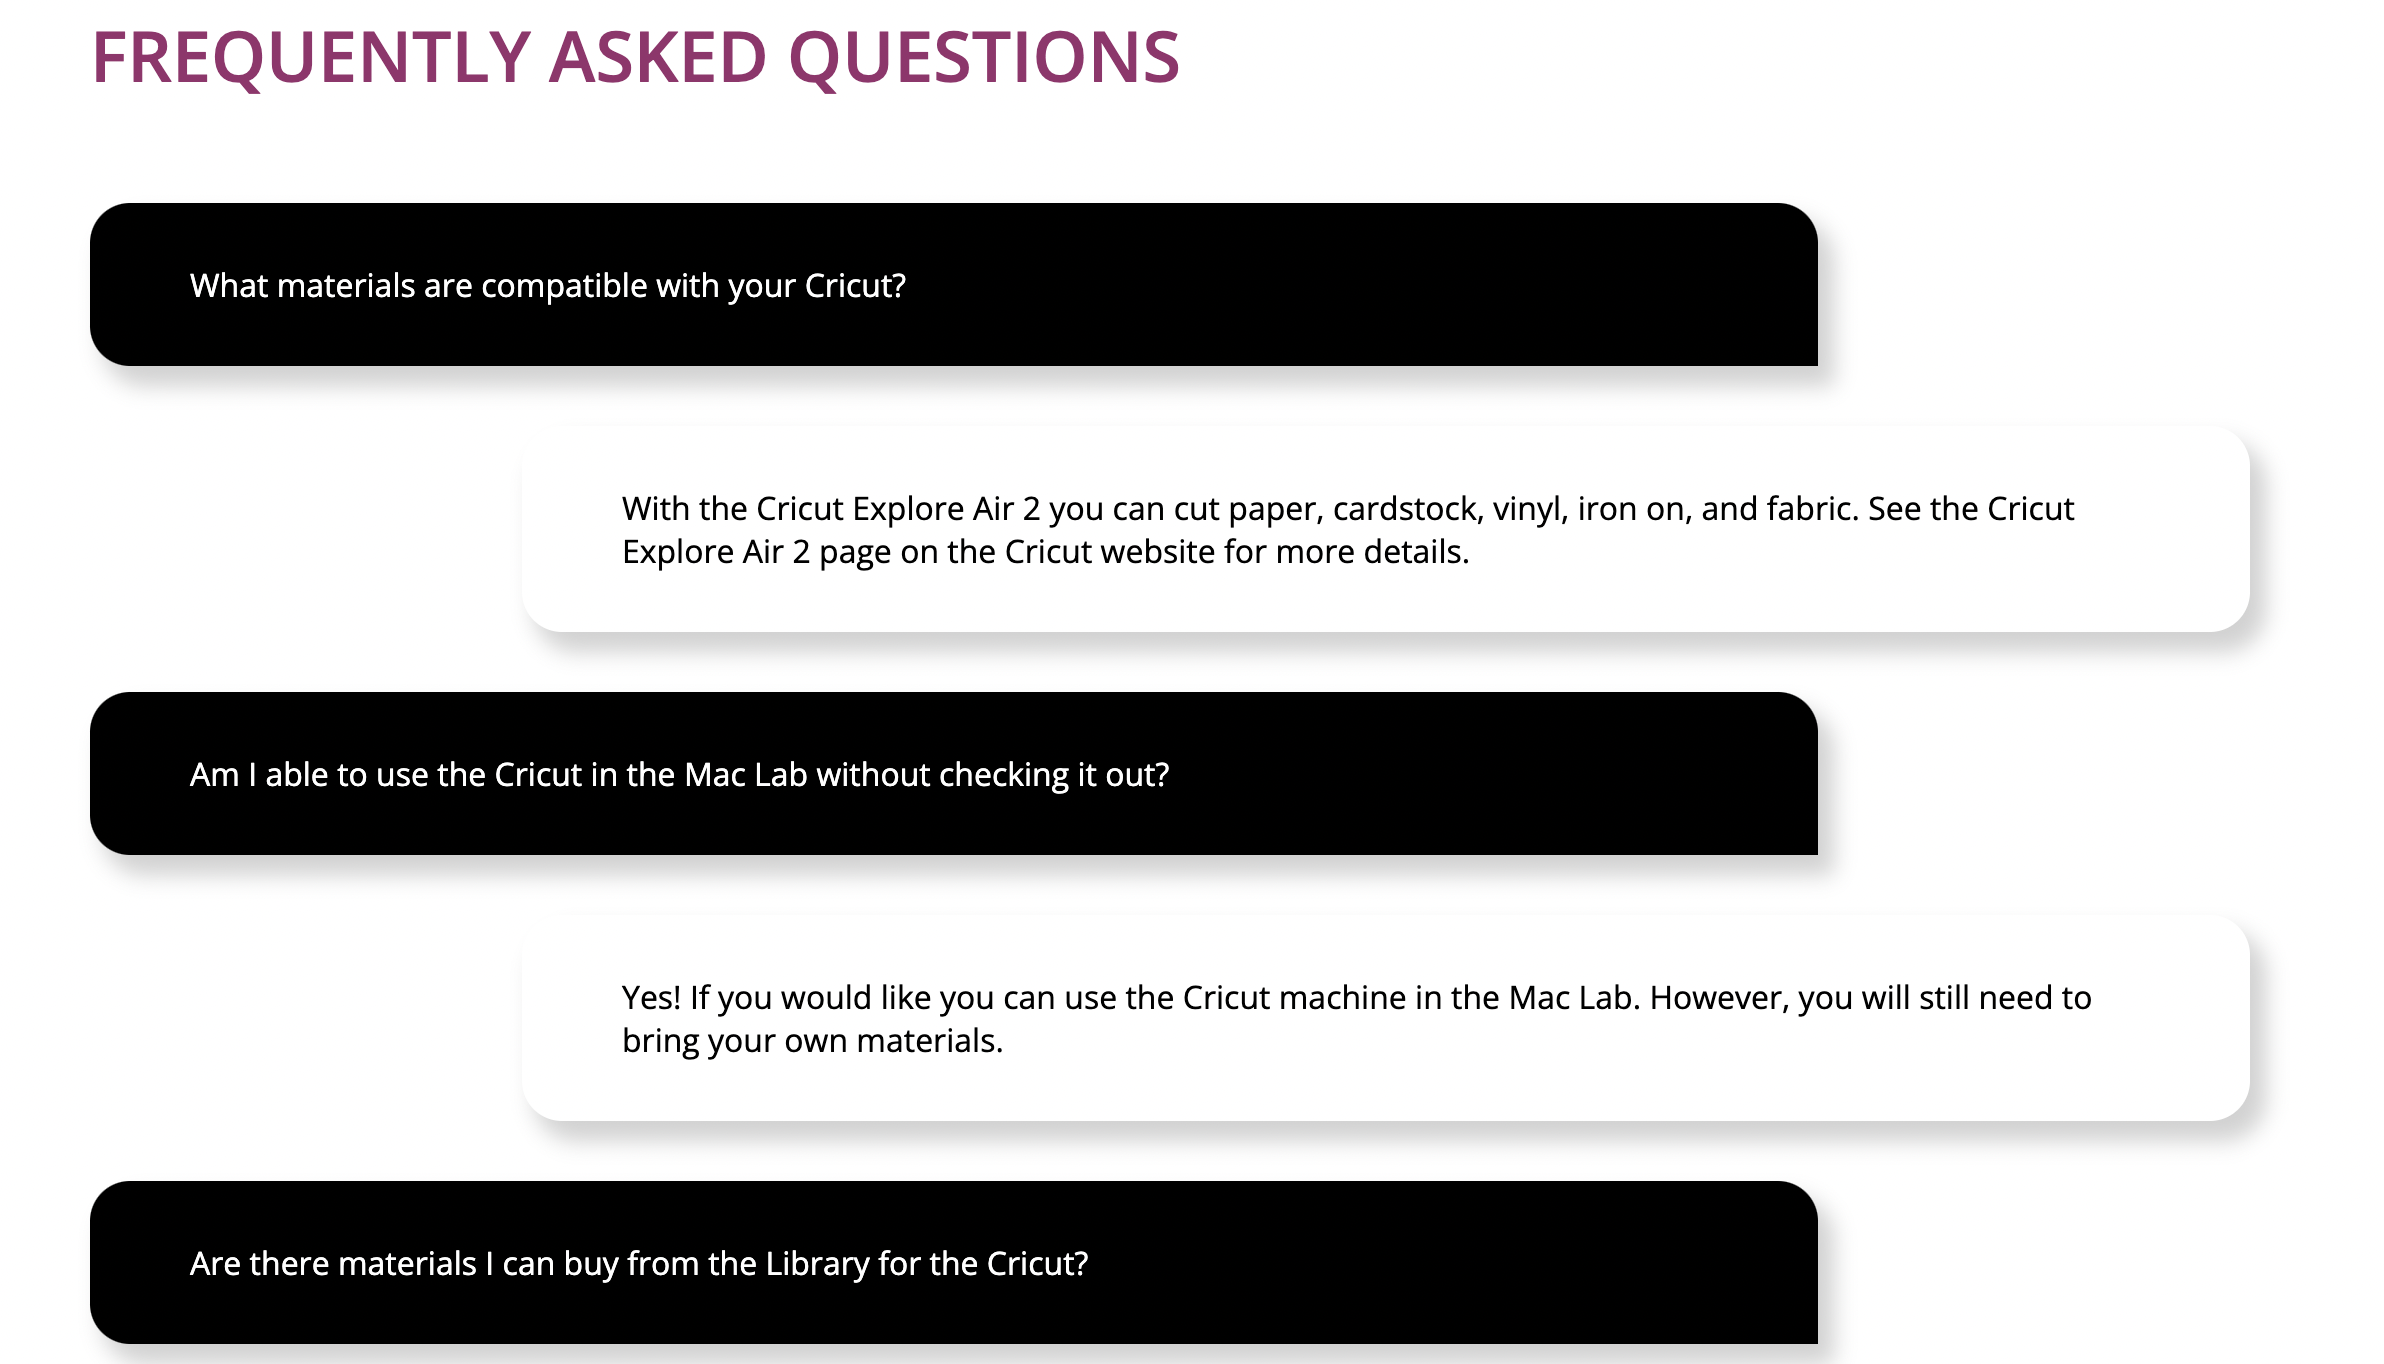 FREQUENTLY ASKED QUESTIONS
What materials are compatible with your Cricut?
With the Cricut Explore Air 2 you can cut paper, cardstock, vinyl, iron on, and fabric. See the Cricut
Explore Air 2 page on the Cricut website for more details.
Am I able to use the Cricut in the Mac Lab without checking it out?
Yes! If you would like you can use the Cricut machine in the Mac Lab. However, you will still need to
bring your own materials.
Are there materials I can buy from the Library for the Cricut?